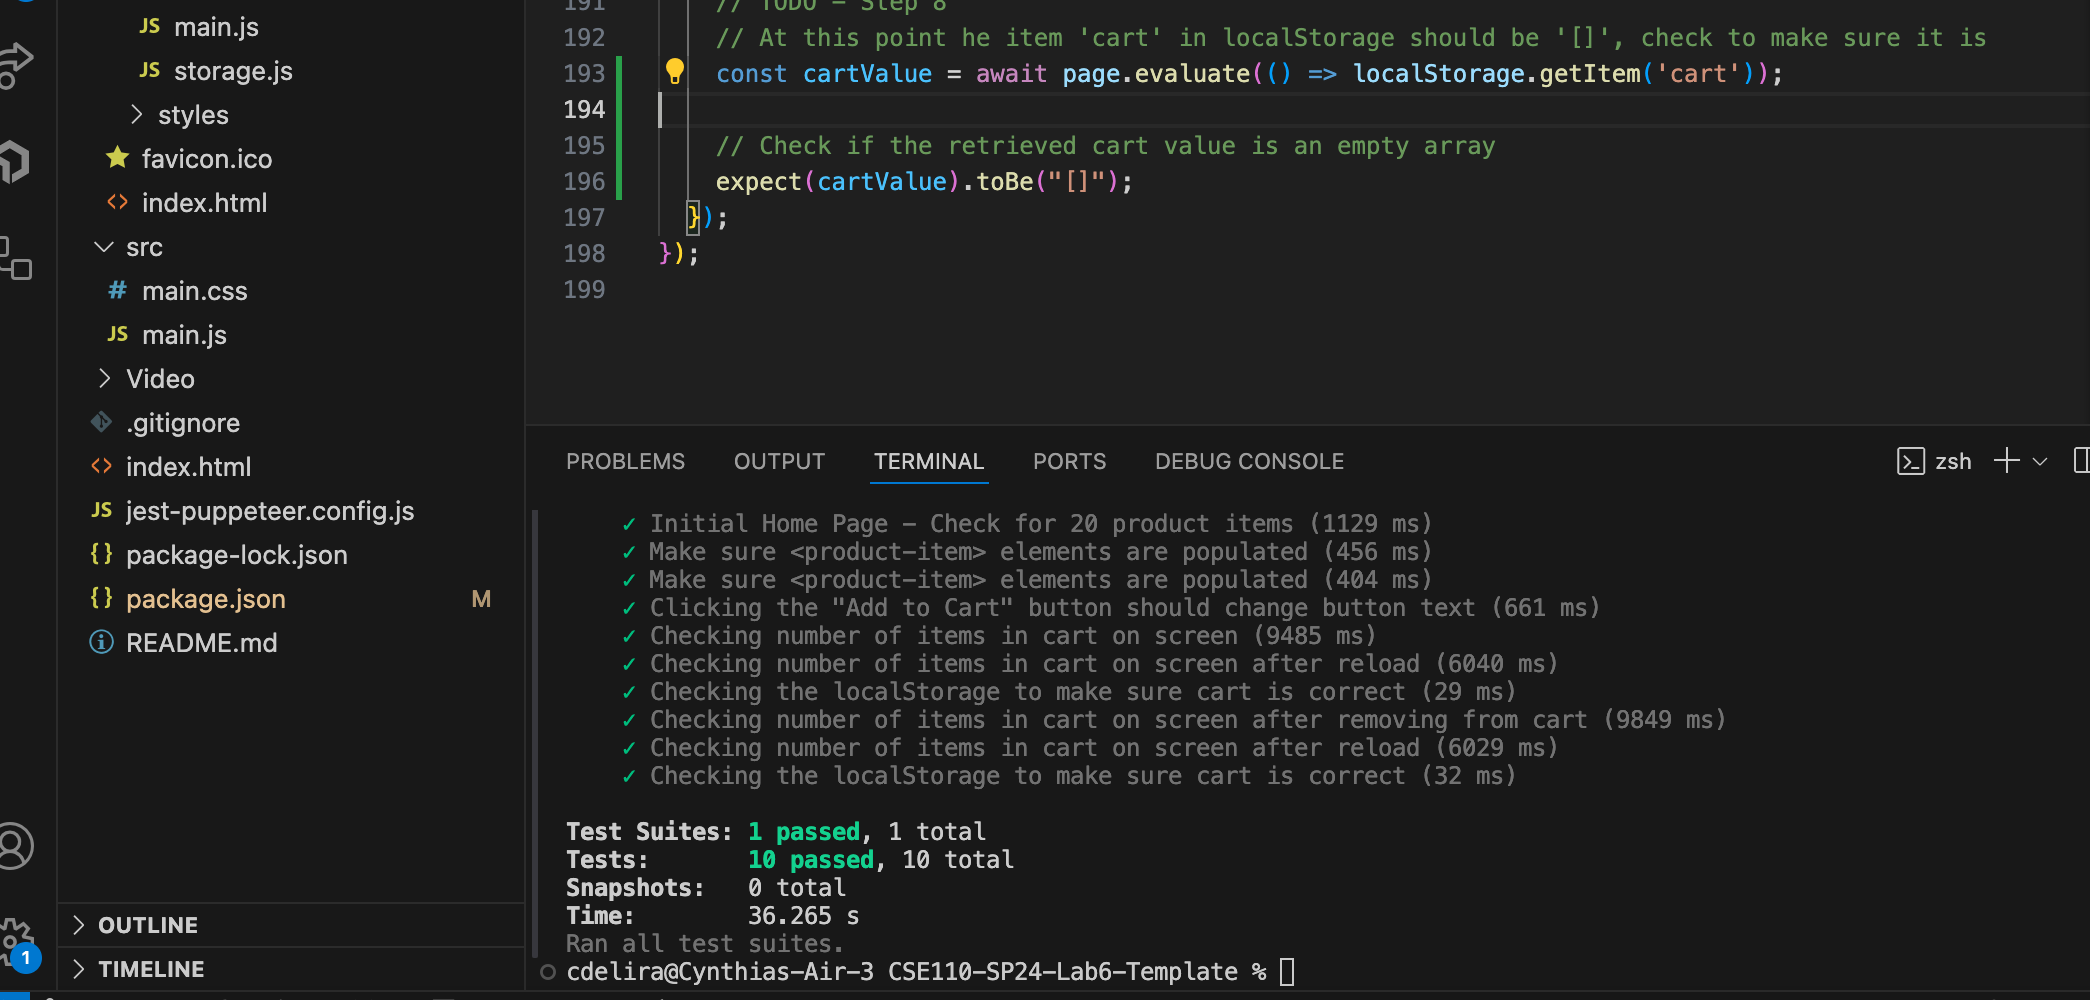 JS main.js
JS storage.js
styles
favicon.ico
<> index.html
src
# main.css
JS main.js
Video
.gitignore
<> index.html
JS jest-puppeteer.config.js
{} package-lock.json
{} package.json M
README.md
OUTLINE
TIMELINE
1
191 // TODO - Step 8
192 // At this point he item 'cart' in localStorage should be '[]', check to make sure it is
193 const cartValue = await page.evaluate(() => localStorage.getItem('cart'));
194
195 // Check if the retrieved cart value is an empty array
196 expect(cartValue).toBe("[]");
197 });
198 });
199
PROBLEMS OUTPUT TERMINAL PORTS DEBUG CONSOLE zsh
✓ Initial Home Page - Check for 20 product items (1129 ms)
✓ Make sure <product-item> elements are populated (456 ms)
✓ Make sure <product-item> elements are populated (404 ms)
✓ Clicking the "Add to Cart" button should change button text (661 ms)
✓ Checking number of items in cart on screen (9485 ms)
✓ Checking number of items in cart on screen after reload (6040 ms)
✓ Checking the localStorage to make sure cart is correct (29 ms)
✓ Checking number of items in cart on screen after removing from cart (9849 ms)
✓ Checking number of items in cart on screen after reload (6029 ms)
✓ Checking the localStorage to make sure cart is correct (32 ms)
Test Suites: 1 passed, 1 total
Tests: 10 passed, 10 total
Snapshots: 0 total
Time: 36.265 s
Ran all test suites.
cdelira@Cynthias-Air-3 CSE110-SP24-Lab6-Template %